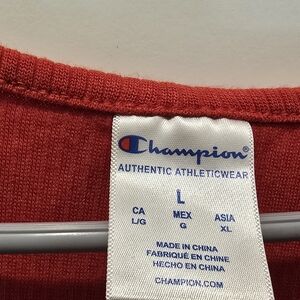 Champion®
AUTHENTIC ATHLETICWEAR
L
CA MEX ASIA
L/G G XL
MADE IN CHINA
FABRIQUÉ EN CHINE
HECHO EN CHINA
CHAMPION.COM